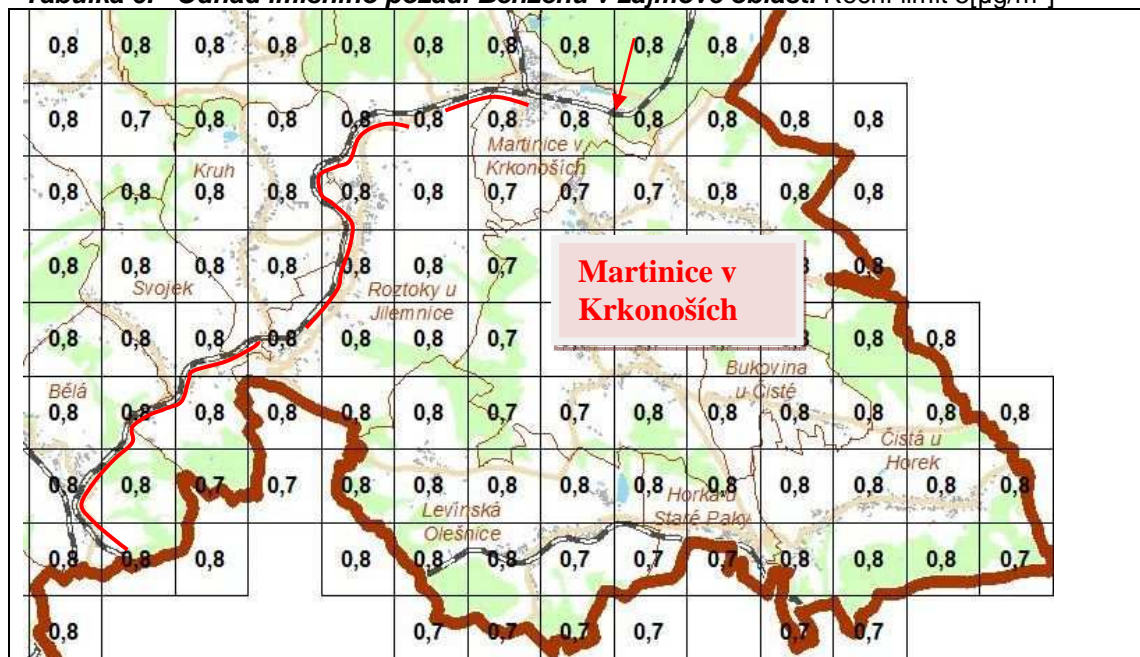 Odhad imisního pozadí Benzenu v zájmové oblasti Roční limit
0,8 0,8 0,8 0,8 0,8 0,8 0,8 0,8 0,8 0,8 0,8
0,8 0,7 0,8 0,8 0,8 0,8 0,8 0,8 0,8 0,8 0,8 0,8
Martinice v
Krkonoších
Kruh
0,8 0,8 0,8 0,8 0,8 0,8 0,7 0,7 0,7 0,8 0,8 0,8
0,8 0,8 0,8 0,8 0,8 0,8 0,7 0,8
Svojek
Roztoky u
Jilemnice
Martinice v
Krkonoších
0,8 0,8 0,8 0,8 0,8 0,8 0,7 0,8 0,8
Bukovina
u Čisté
Bělá
0,8 0,8 0,8 0,8 0,8 0,8 0,7 0,7 0,8 0,8 0,8 0,8 0,8 0,8
Čistá u
Horek
0,8 0,8 0,7 0,7 0,8 0,8 0,8 0,8 0,8 0,8 0,8 0,8 0,8 0,8
Levínská
Olešnice
Horka u
Staré Paky
0,8 0,8 0,8 0,8 0,8 0,8 0,7 0,7 0,7 0,8 0,8 0,8 0,7
0,8 0,7 0,7 0,7 0,7 0,7 0,7